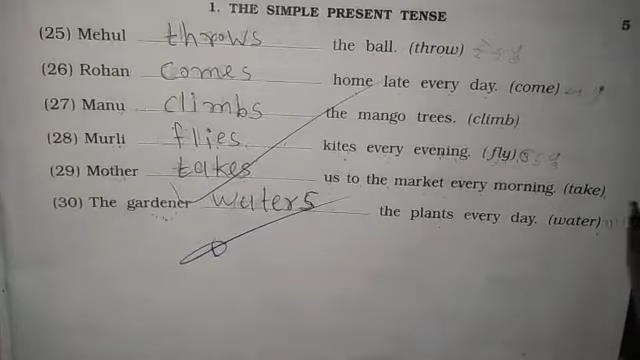 1. THE SIMPLE PRESENT TENSE
5
(25) Mehul throws the ball. (throw)
(26) Rohan comes home late every day. (come)
(27) Manu climbs the mango trees. (climb)
(28) Murli flies kites every evening. (fly)
(29) Mother takes us to the market every morning. (take)
(30) The gardener waters the plants every day. (water)